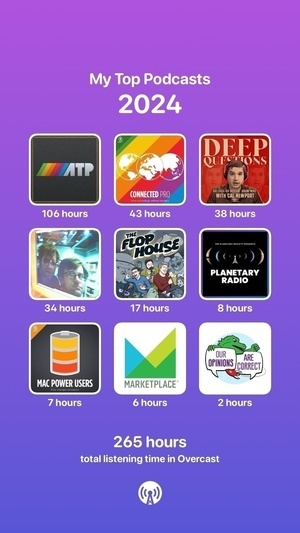 My Top Podcasts
2024
ATP
CONNECTED PRO
DEEP
QUESTIONS
WITH CAL NEWPORT
106 hours
43 hours
38 hours
THE
FLOP
HOUSE
PLANETARY
RADIO
34 hours
17 hours
8 hours
MAC POWER USERS
MARKETPLACE
OUR
OPINIONS
ARE
CORRECT
7 hours
6 hours
2 hours
265 hours
total listening time in Overcast